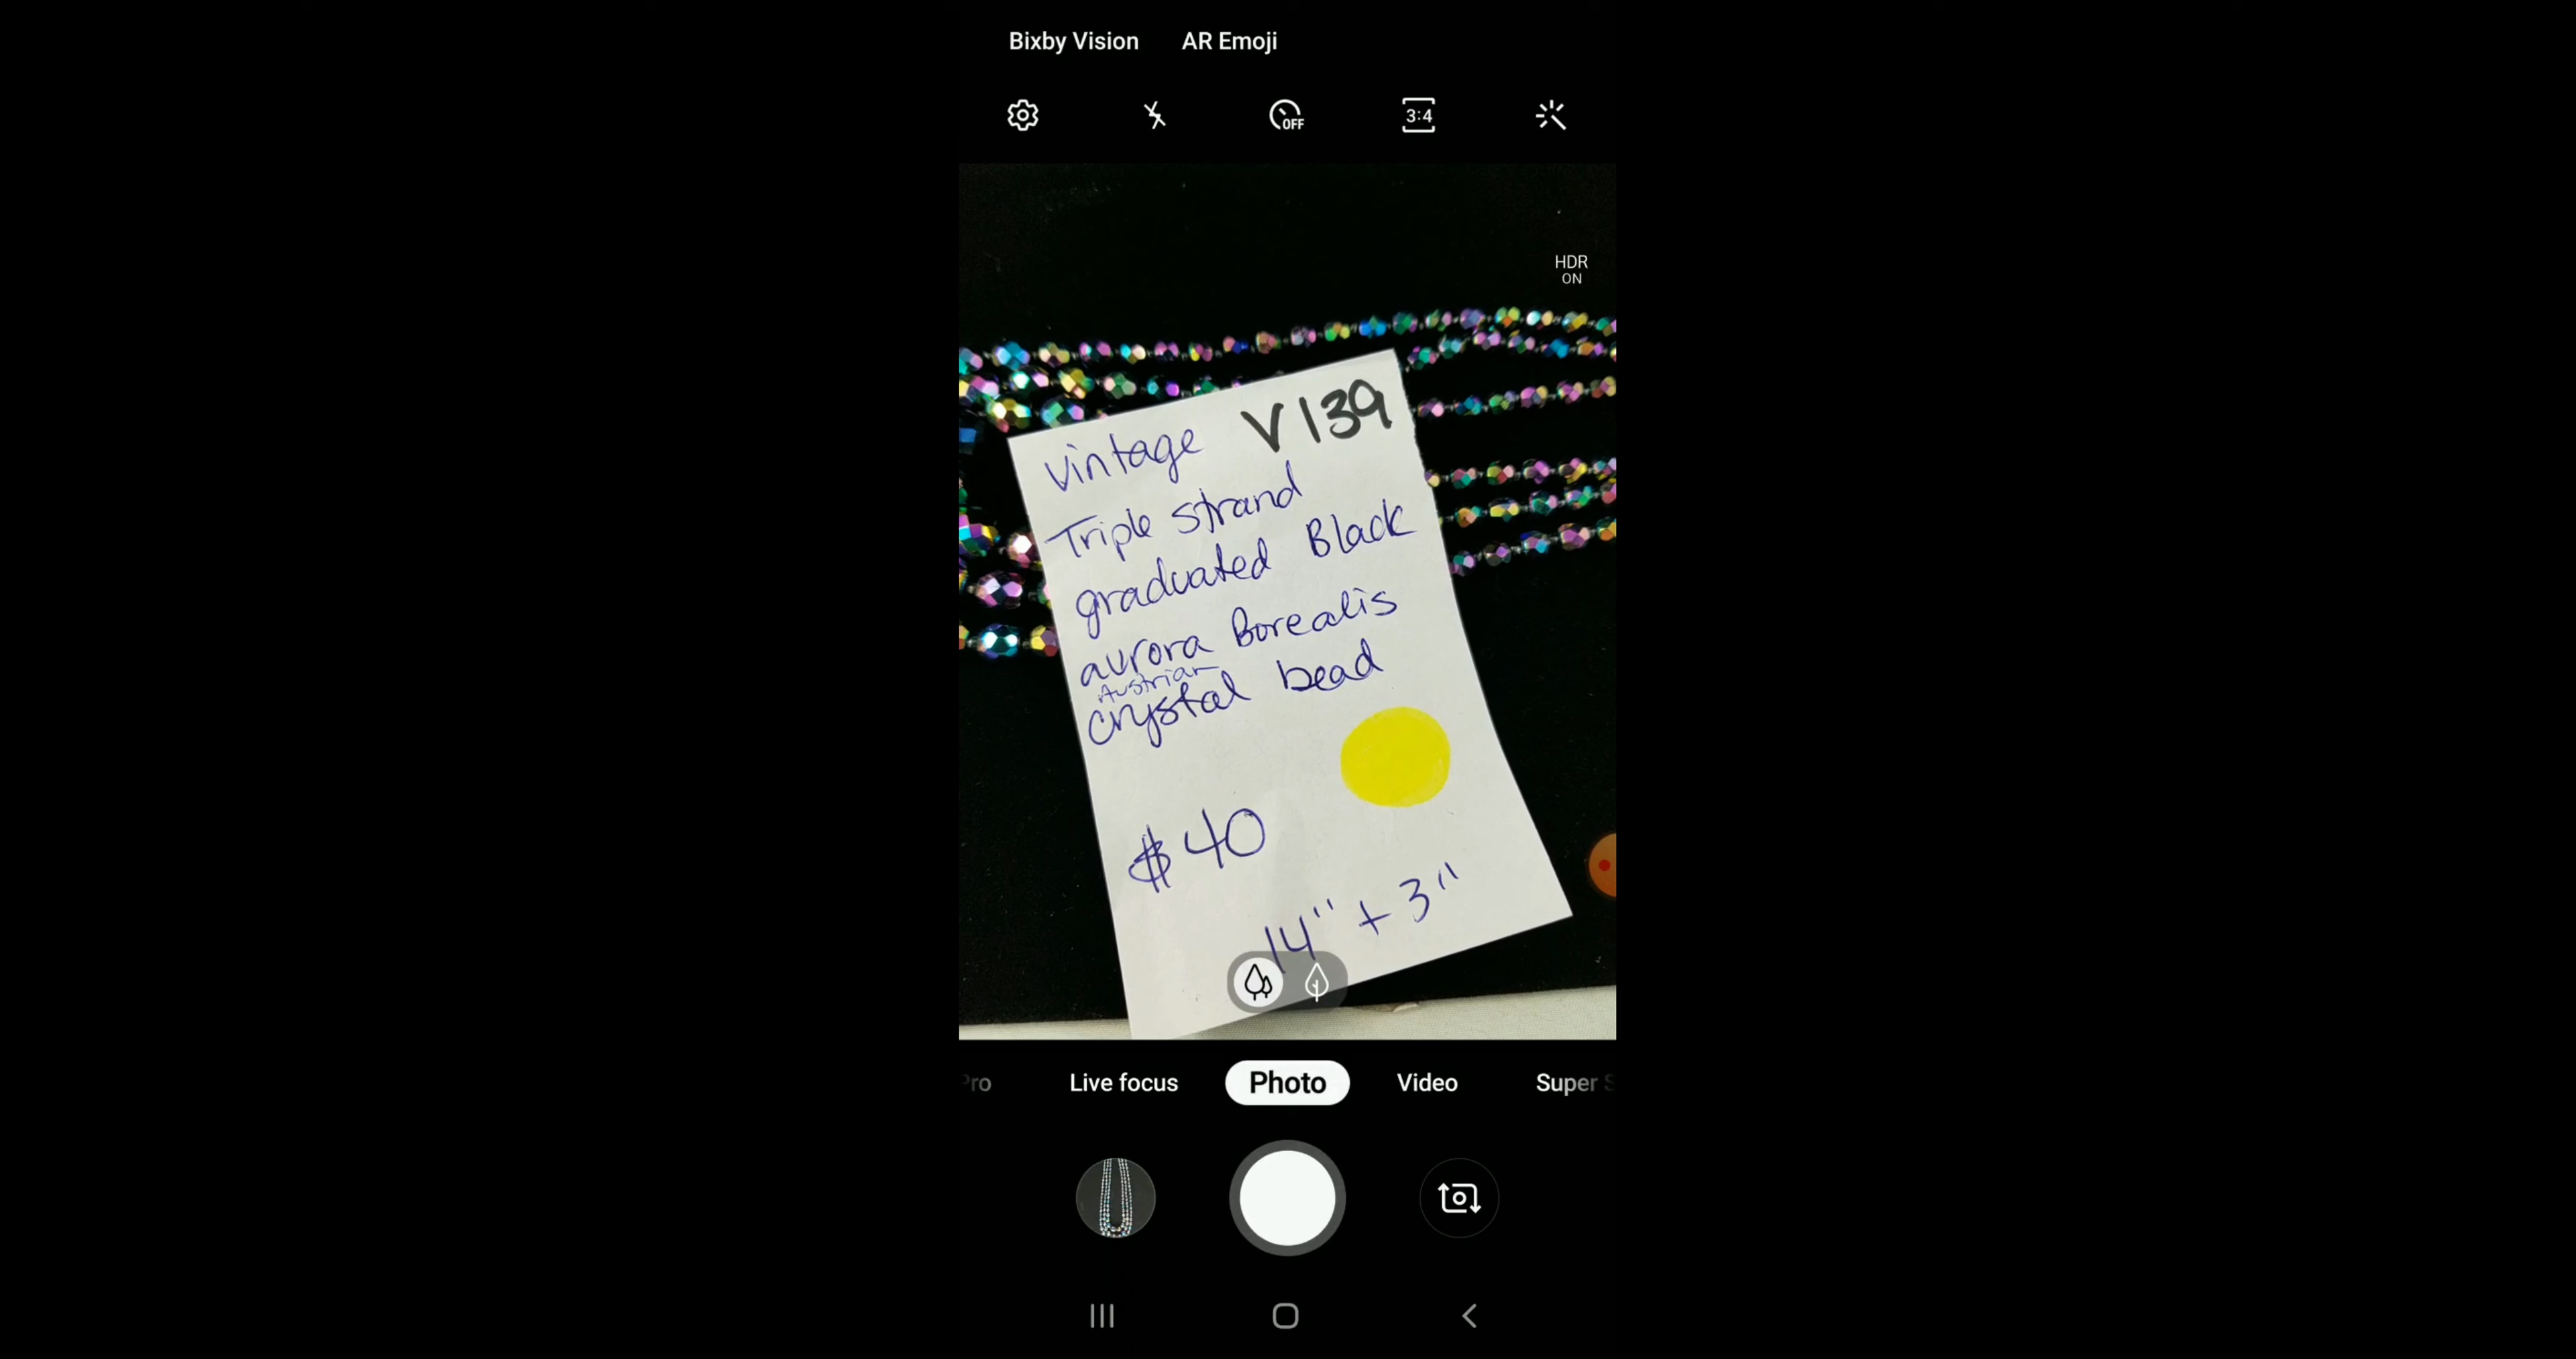 Bixby Vision AR Emoji
OFF 3:4
HDR
ON
Vintage V139
Triple strand
graduated Black
aurora Borealis
Austrian
crystal bead
$40
14" + 3"
Pro Live focus Photo Video Super S